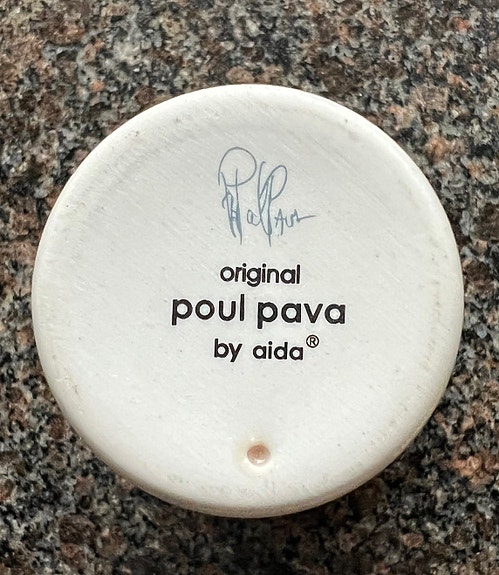 original
poul pava
by aida®